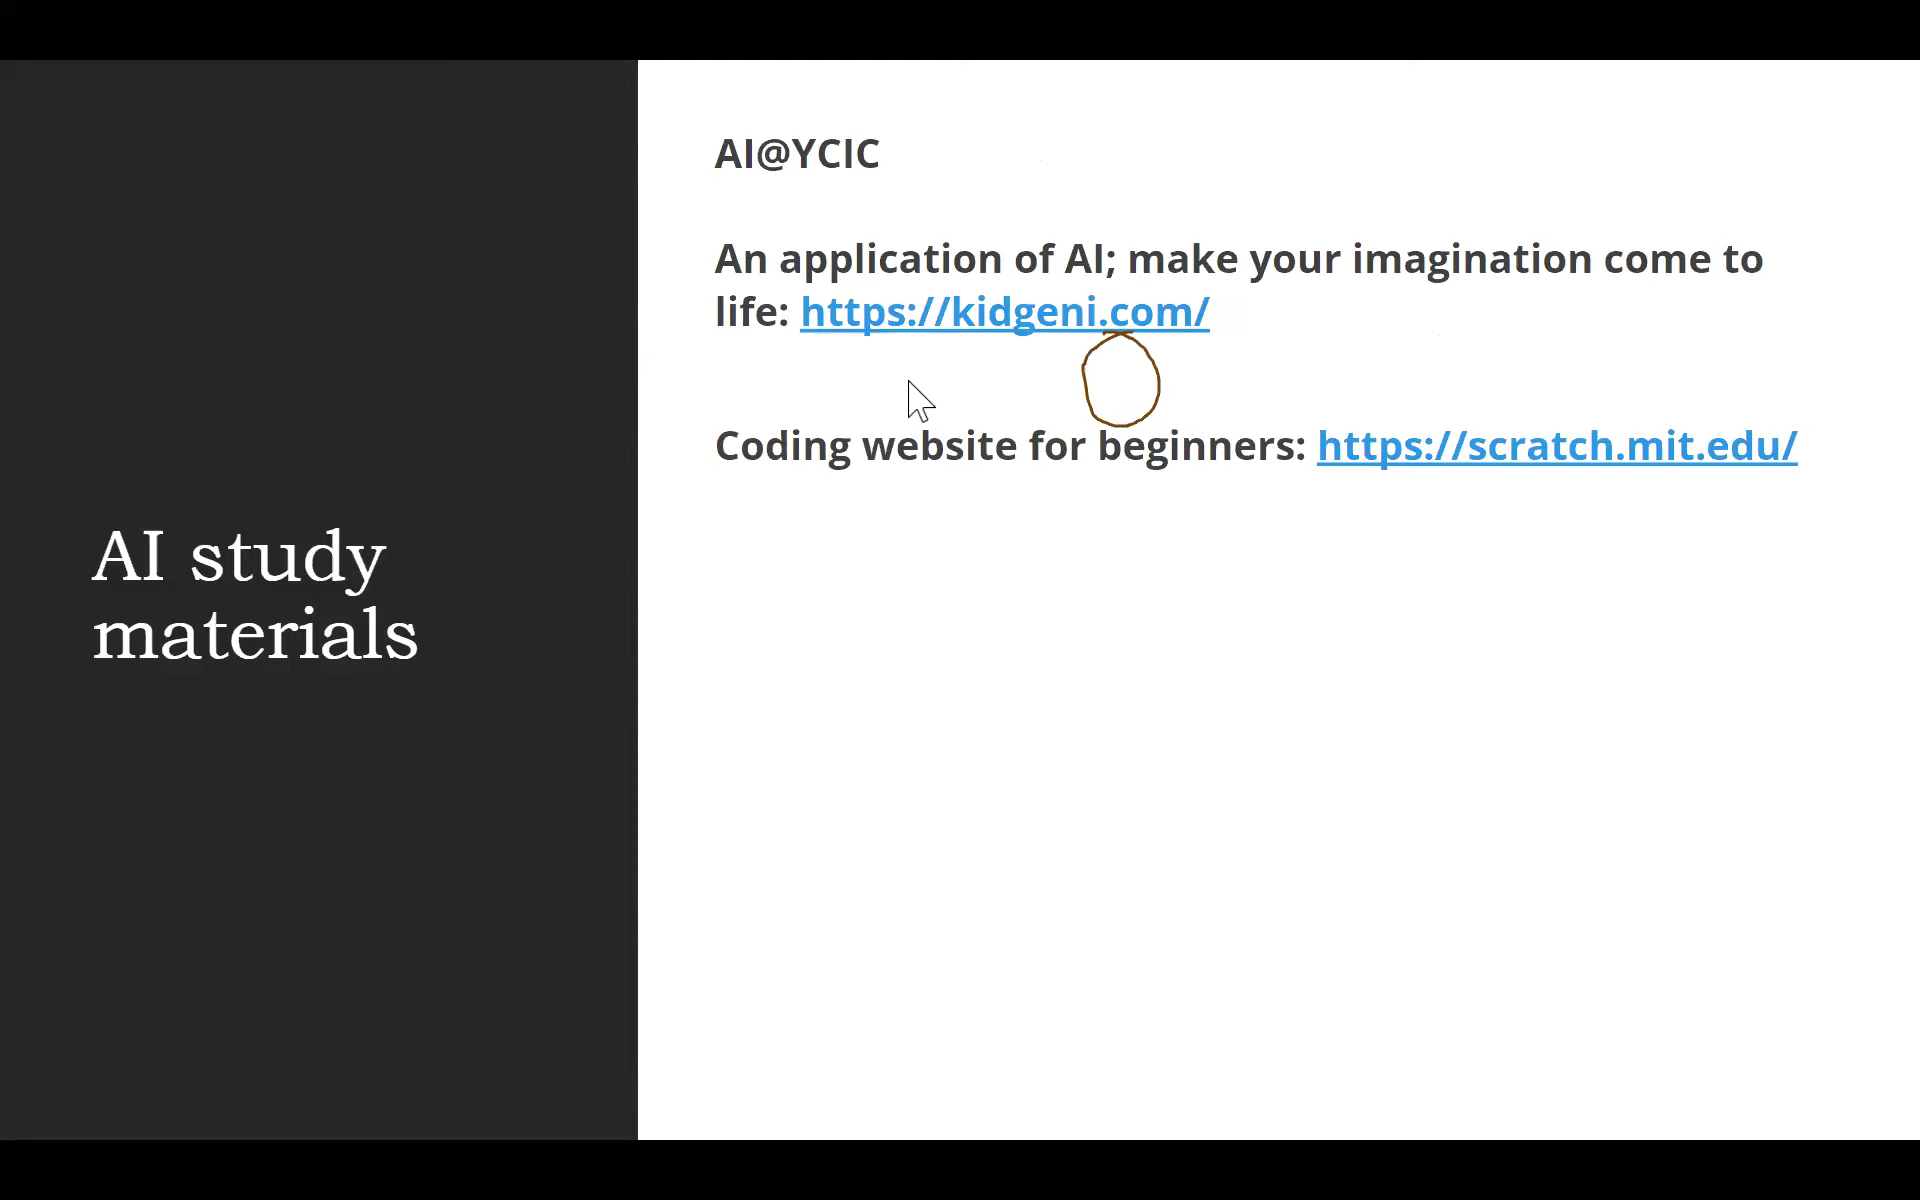 AI study
materials
AI@YCIC
An application of AI; make your imagination come to
life: https://kidgeni.com/
Coding website for beginners: https://scratch.mit.edu/